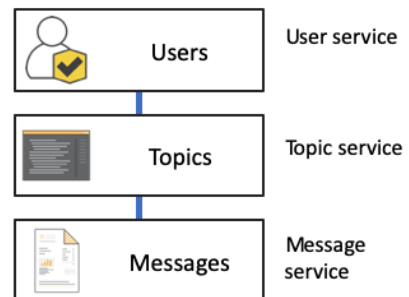 Users
User service
Topics
Topic service
Messages
Message
service